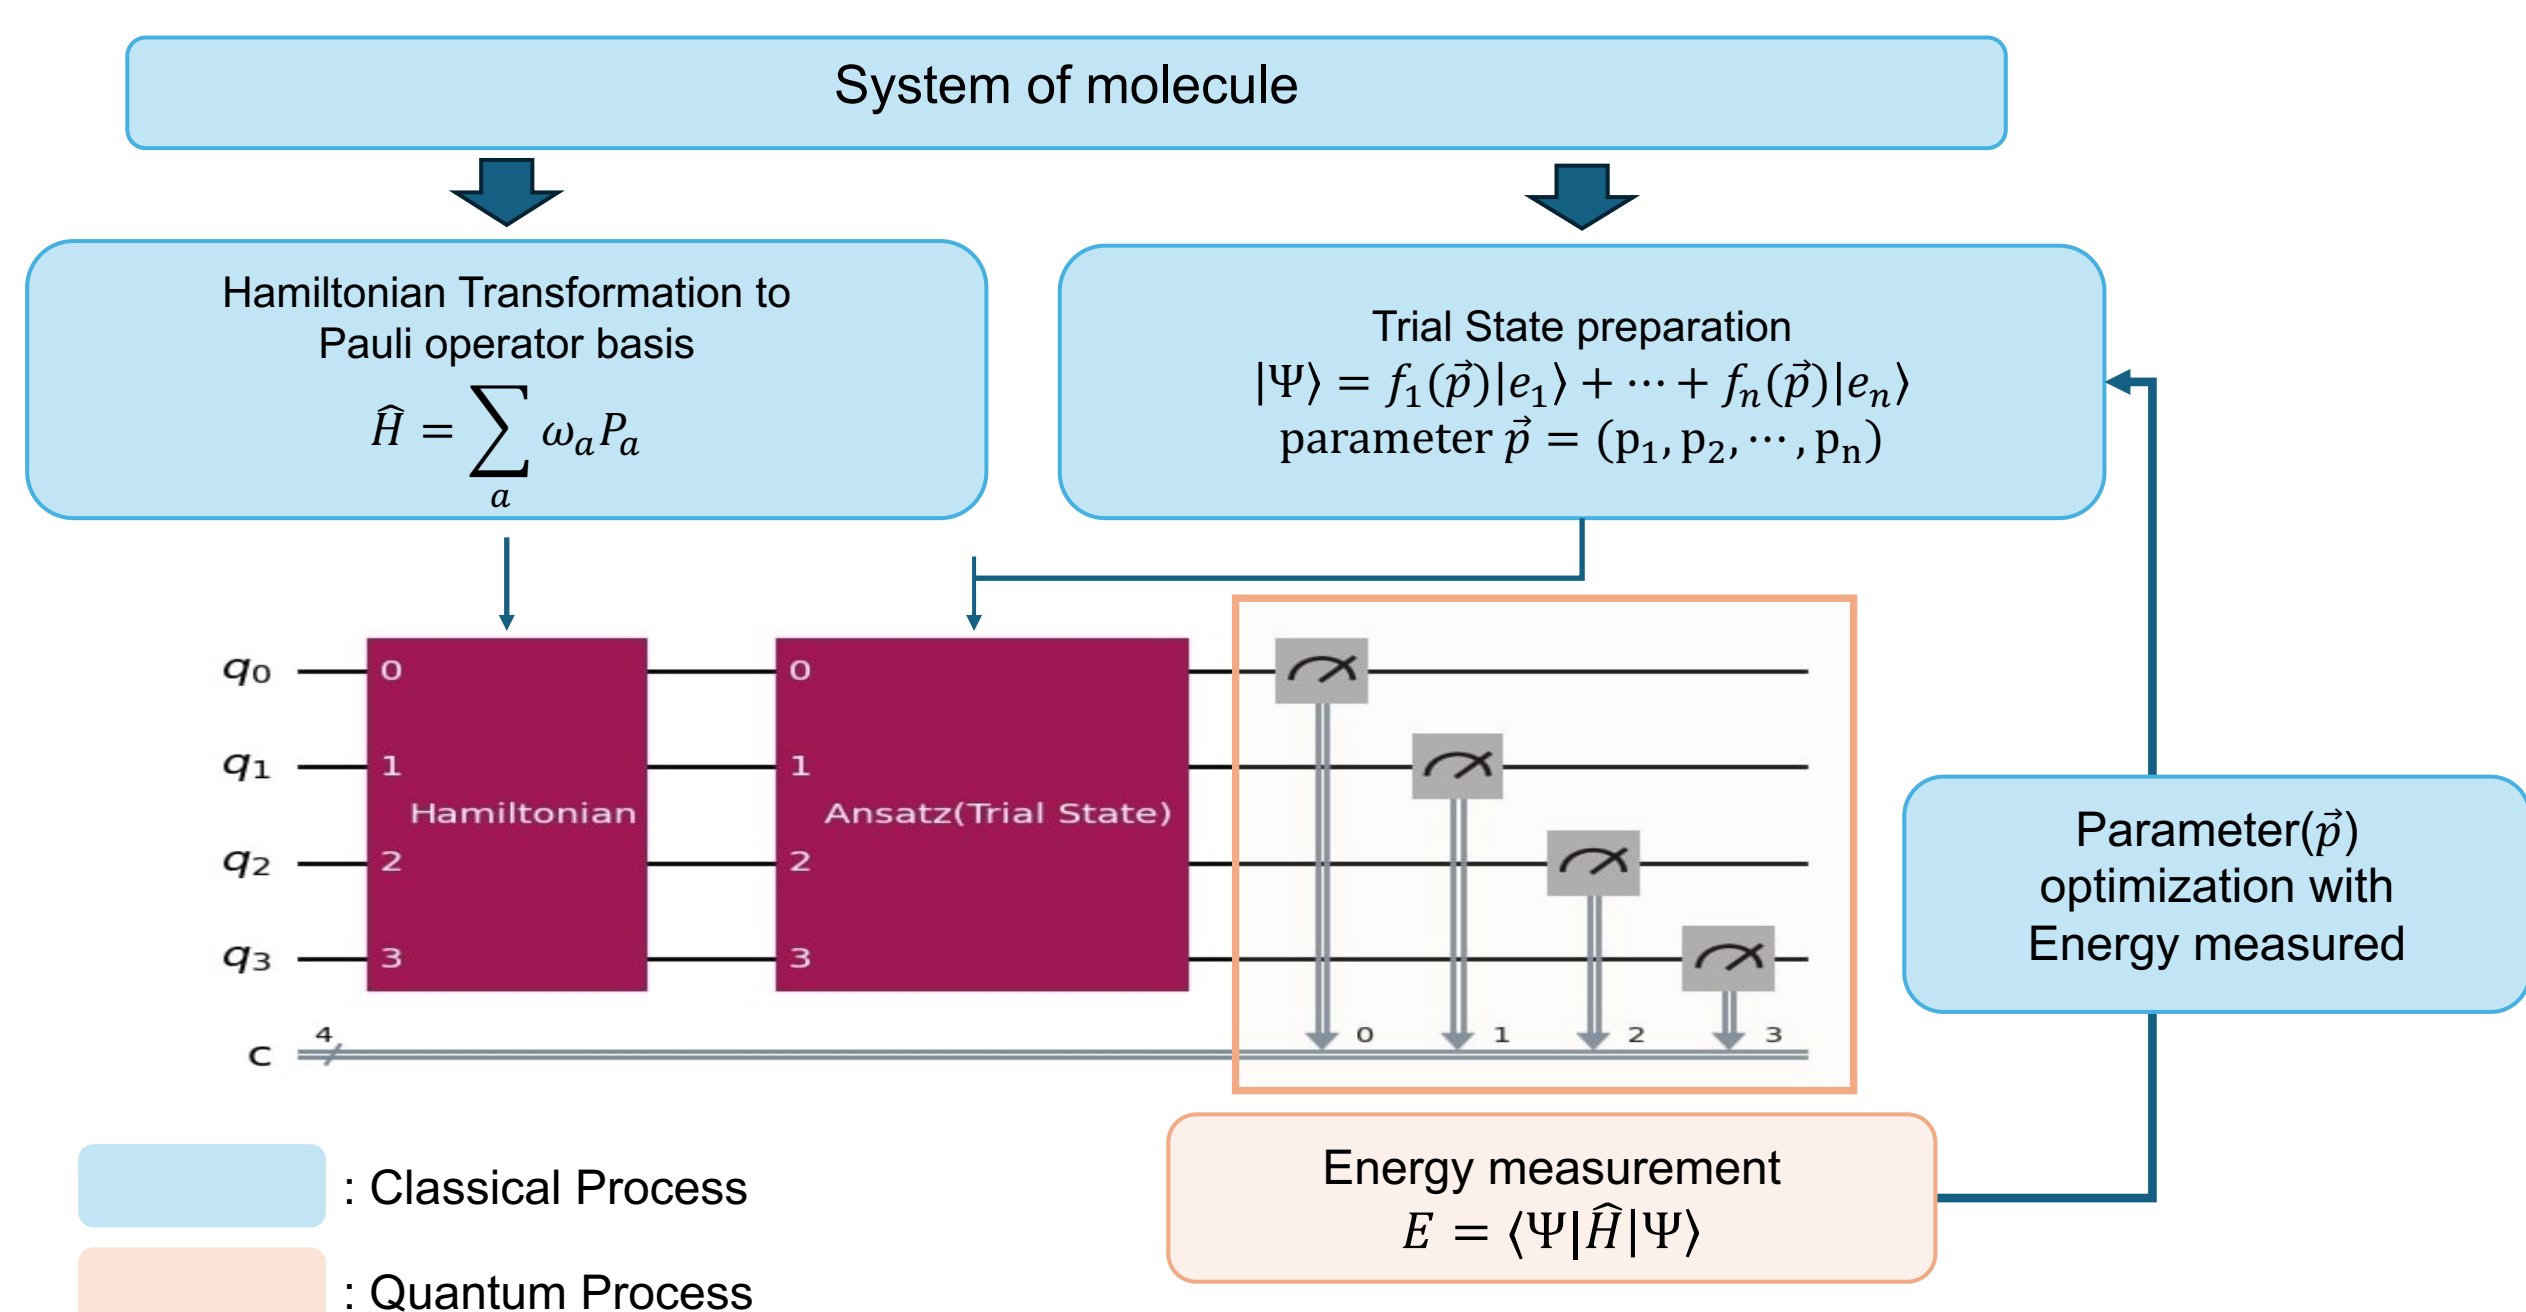 System of molecule
Hamiltonian Transformation to
Pauli operator basis
Ĥ = ∑ ωₐPₐ
a
Trial State preparation
|Ψ⟩ = f₁(p⃗)|e₁⟩ + ⋯ + fₙ(p⃗)|eₙ⟩
parameter p⃗ = (p₁, p₂, ⋯ , pₙ)
q₀ 0 0
q₁ 1 1
Hamiltonian Ansatz(Trial State)
q₂ 2 2
q₃ 3 3
c 4 0 1 2 3
Parameter(p⃗)
optimization with
Energy measured
Energy measurement
E = ⟨Ψ|Ĥ|Ψ⟩
: Classical Process
: Quantum Process